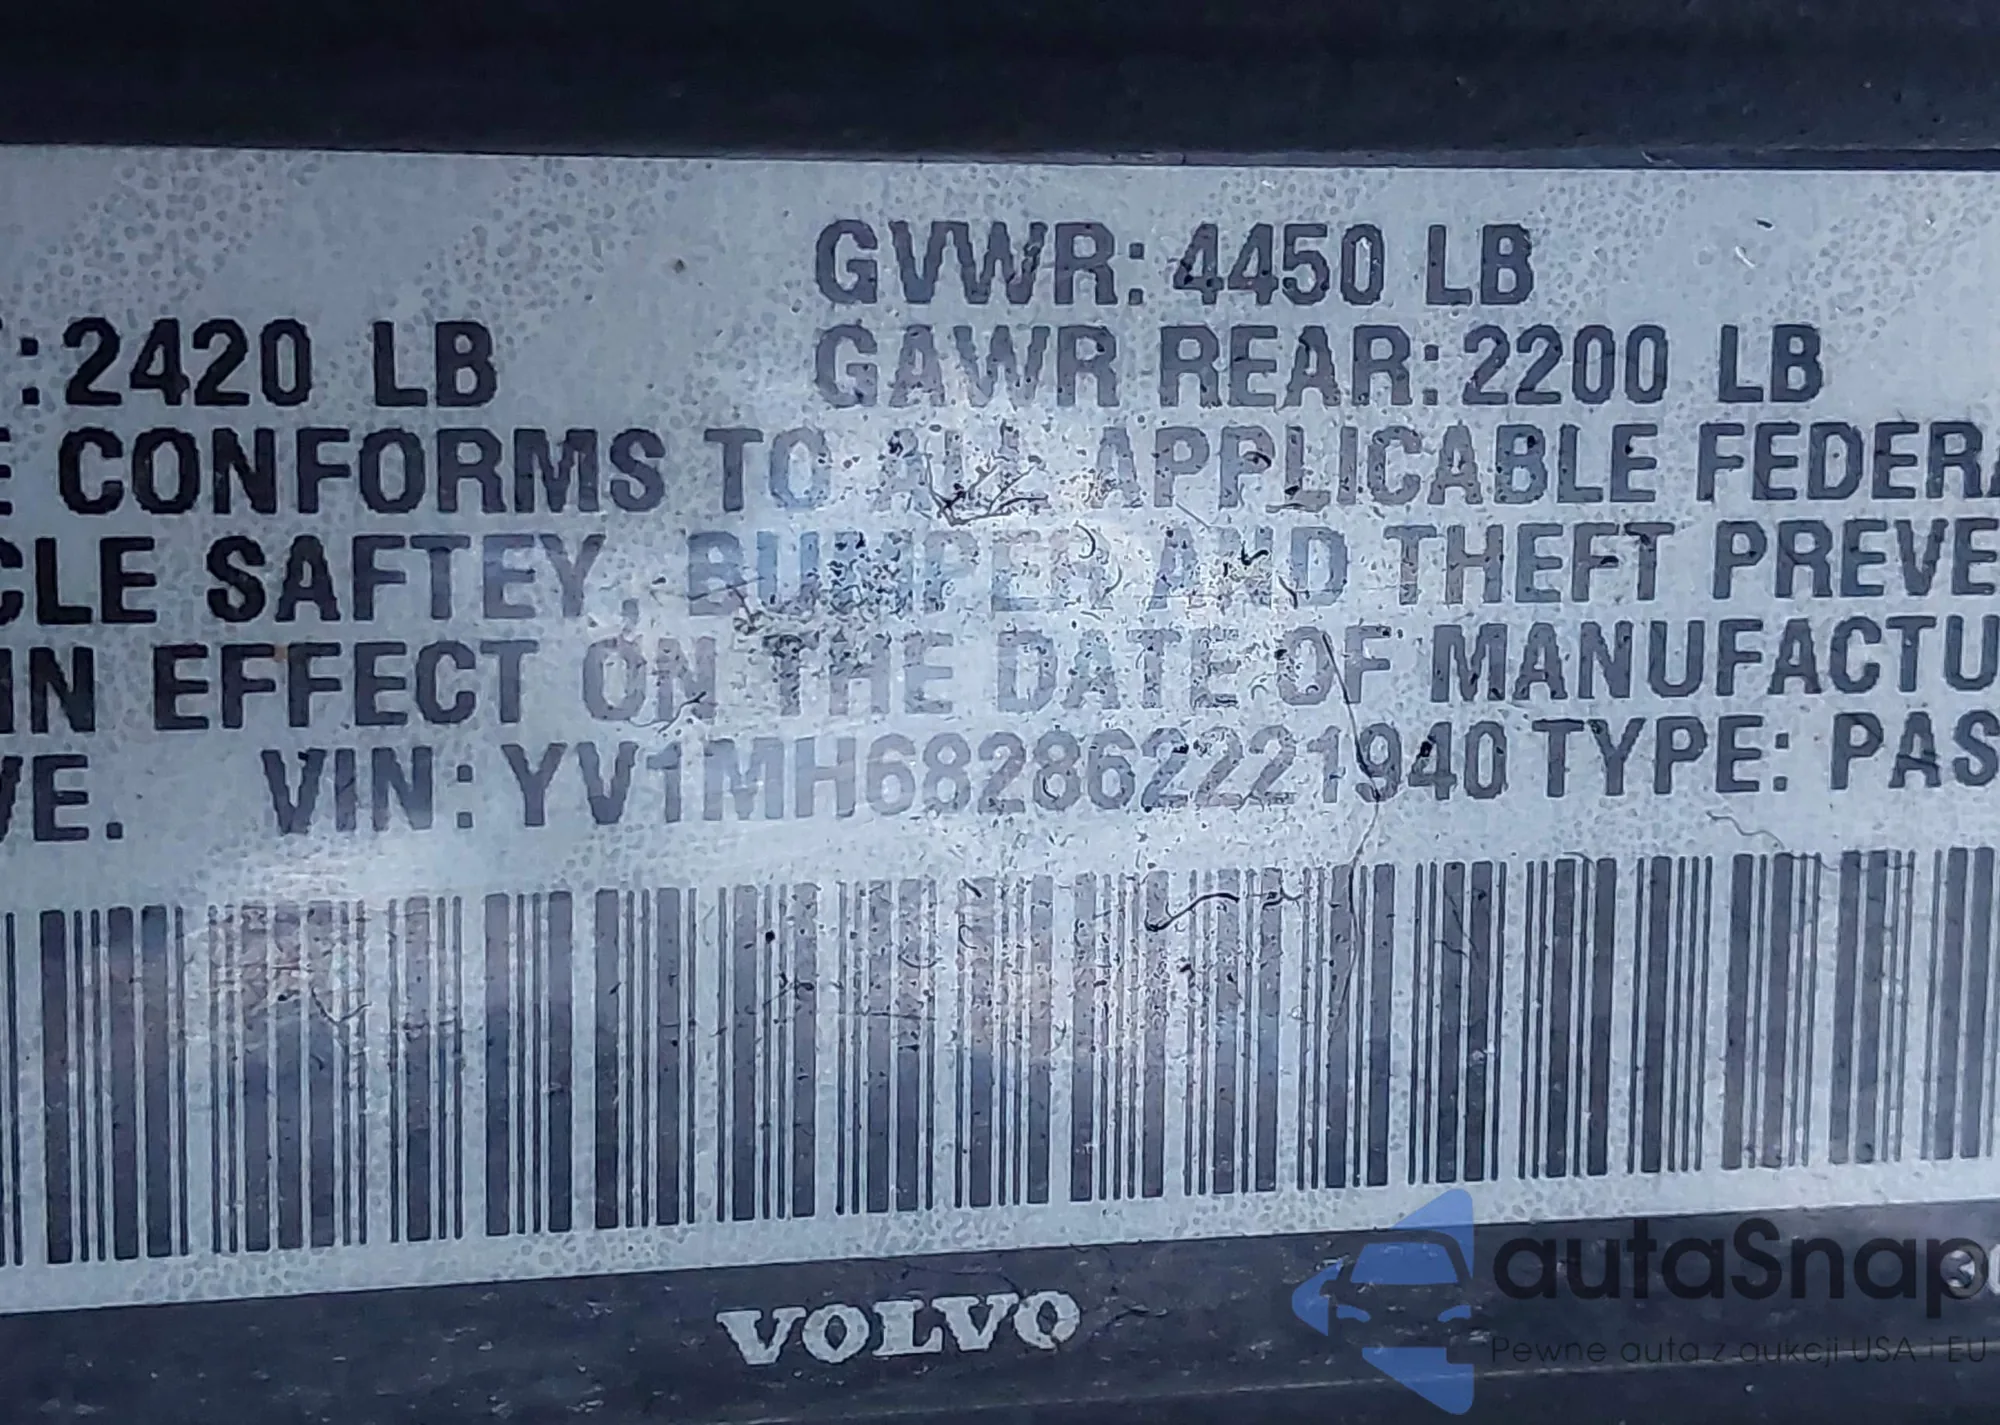 GVWR: 4450 LB
:2420 LB GAWR REAR: 2200 LB
E CONFORMS TO ALL APPLICABLE FEDERA
CLE SAFTEY, BUMPER AND THEFT PREVE
IN EFFECT ON THE DATE OF MANUFACTU
VE. VIN: YV1MH682862221940 TYPE: PAS
VOLVO
autaSnap
Pewne auta z aukcji USA i EU